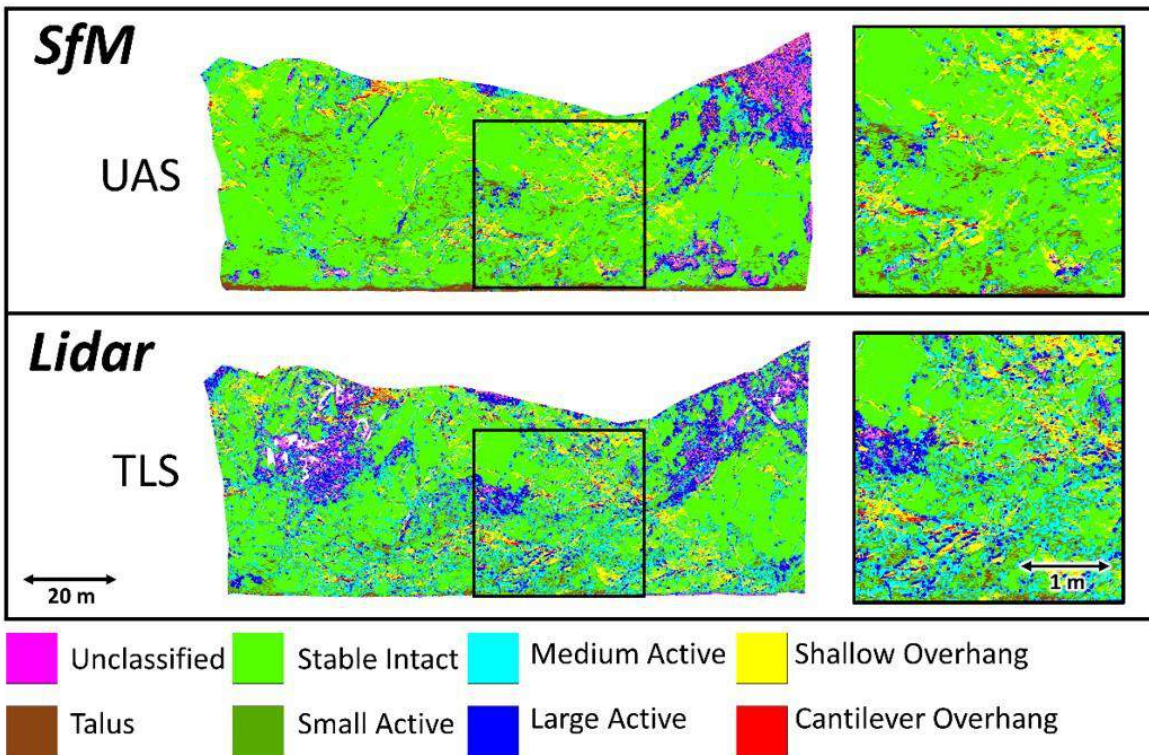 SfM
UAS
Lidar
TLS
20 m
1 m
Unclassified
Stable Intact
Medium Active
Shallow Overhang
Talus
Small Active
Large Active
Cantilever Overhang